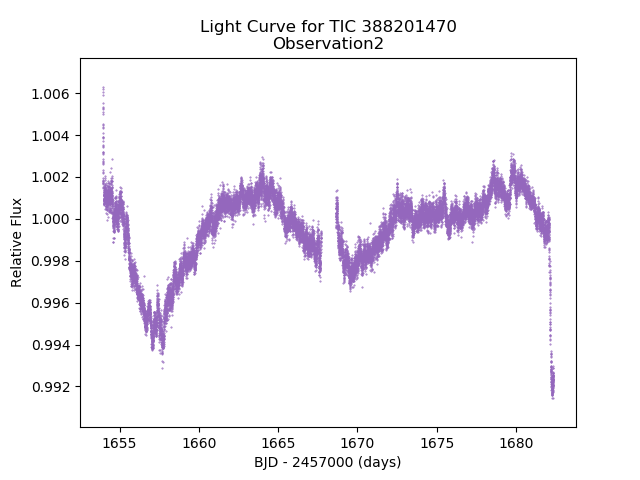 Light Curve for TIC 388201470
Observation2
1.006
1.004
1.002
1.000
0.998
0.996
0.994
0.992
Relative Flux
1655 1660 1665 1670 1675 1680
BJD - 2457000 (days)